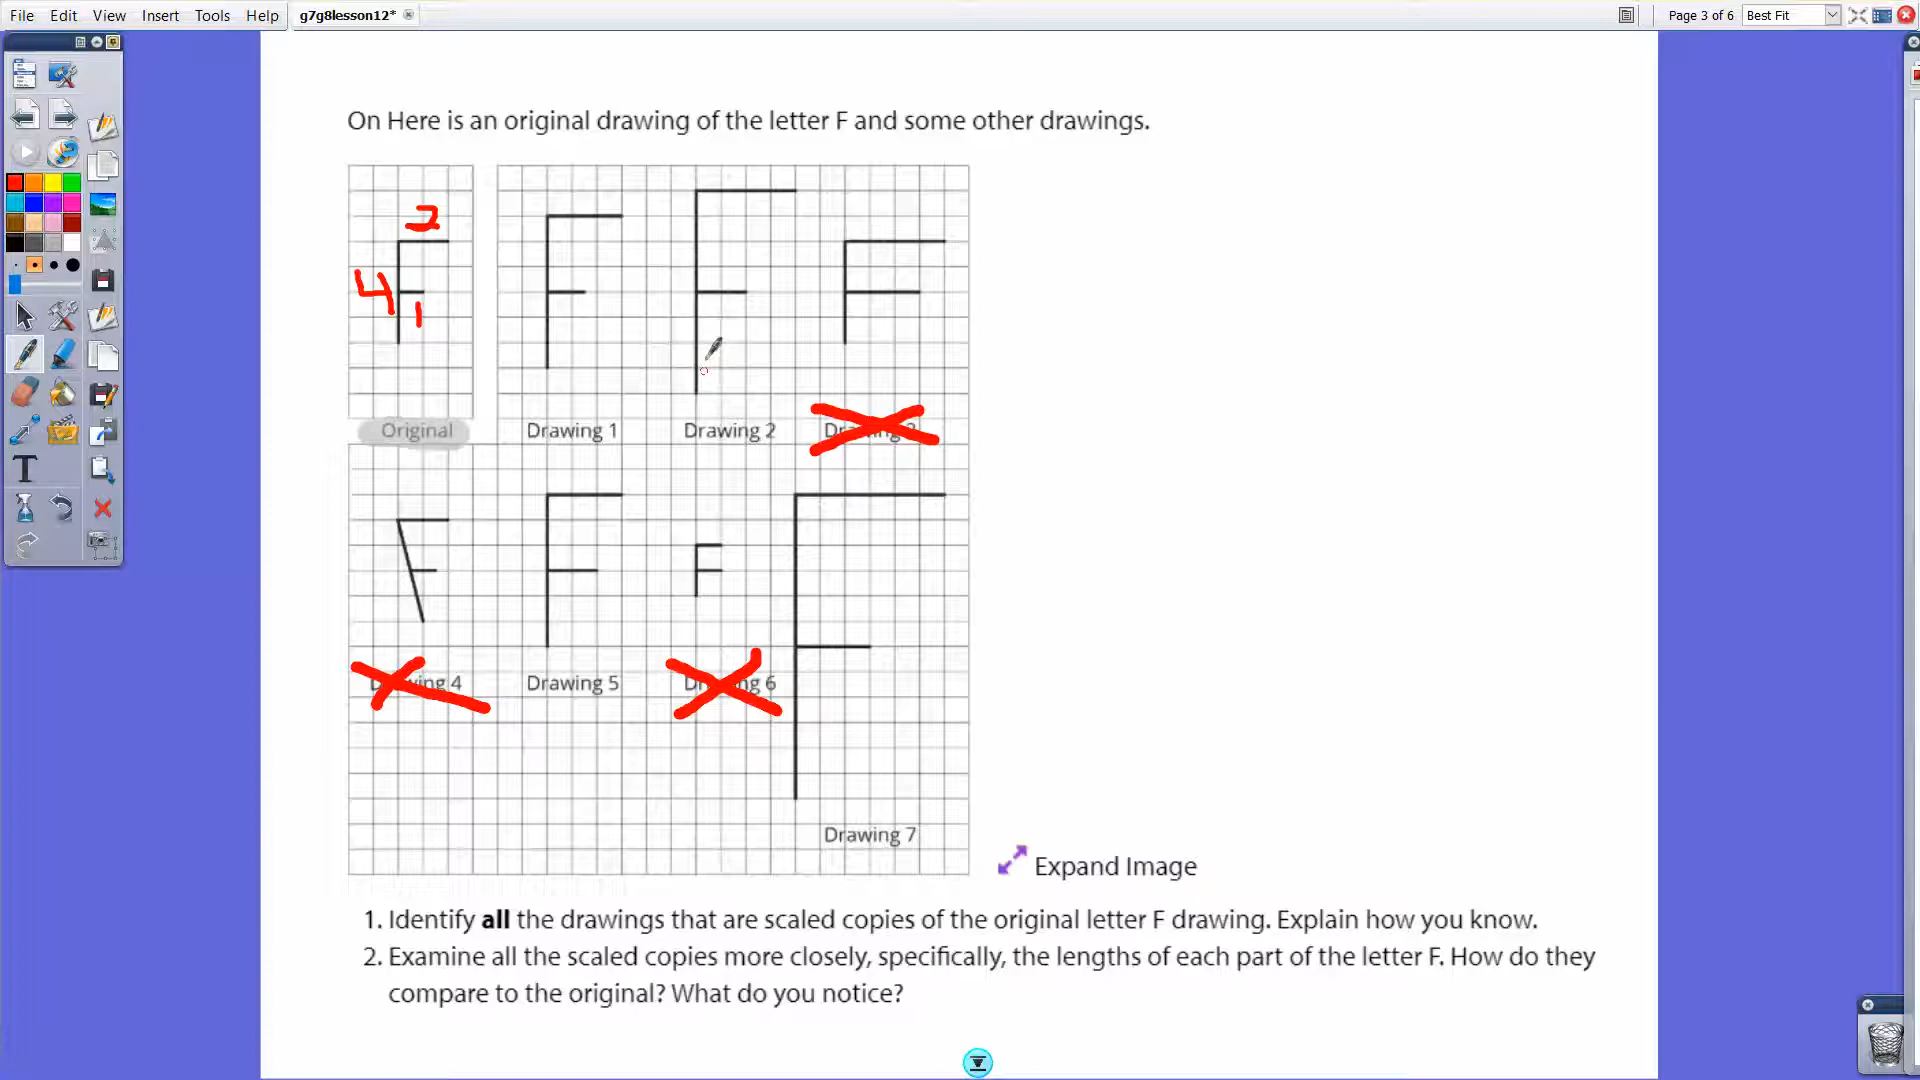 File Edit View Insert Tools Help g7g8lesson12* Page 3 of 6 Best Fit
On Here is an original drawing of the letter F and some other drawings.
2
4
1
Original Drawing 1 Drawing 2
Drawing 4 Drawing 5 Drawing 6
Drawing 7
Expand Image
1. Identify all the drawings that are scaled copies of the original letter F drawing. Explain how you know.
2. Examine all the scaled copies more closely, specifically, the lengths of each part of the letter F. How do they
compare to the original? What do you notice?